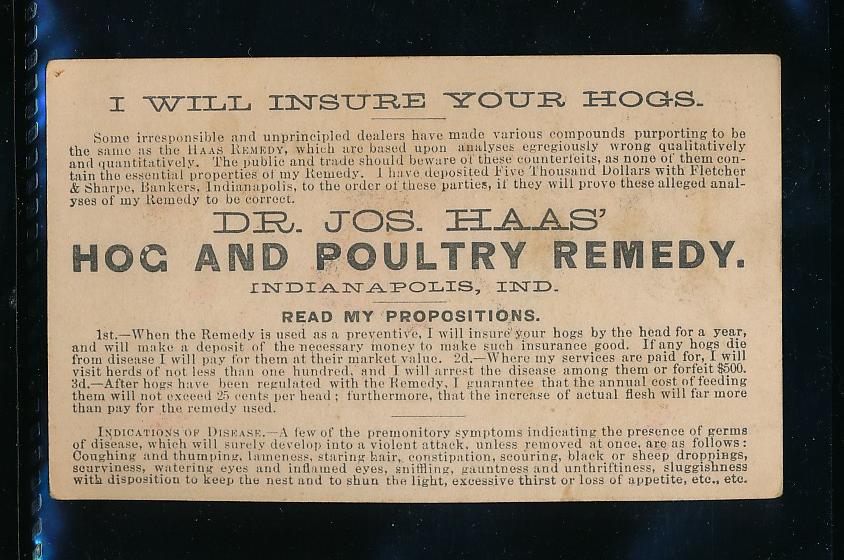 I WILL INSURE YOUR HOGS.
Some irresponsible and unprincipled dealers have made various compounds purporting to be
the same as the HAAS REMEDY, which are based upon analyses egregiously wrong qualitatively
and quantitatively. The public and trade should beware of these counterfeits, as none of them con-
tain the essential properties of my Remedy. I have deposited Five Thousand Dollars with Fletcher
& Sharpe, Bankers, Indianapolis, to the order of these parties, if they will prove these alleged anal-
yses of my Remedy to be correct.
DR. JOS. HAAS'
HOG AND POULTRY REMEDY.
INDIANAPOLIS, IND.
READ MY PROPOSITIONS.
1st.—When the Remedy is used as a preventive, I will insure your hogs by the head for a year,
and will make a deposit of the necessary money to make such insurance good. If any hogs die
from disease I will pay for them at their market value. 2d.—Where my services are paid for, I will
visit herds of not less than one hundred, and I will arrest the disease among them or forfeit $500.
3d.—After hogs have been regulated with the Remedy, I guarantee that the annual cost of feeding
them will not exceed 25 cents per head; furthermore, that the increase of actual flesh will far more
than pay for the remedy used.
INDICATIONS OF DISEASE.—A few of the premonitory symptoms indicating the presence of germs
of disease, which will surely develop into a violent attack, unless removed at once, are as follows:
Coughing and thumping, lameness, staring hair, constipation, scouring, black or sheep droppings,
scurviness, watering eyes and inflamed eyes, sniffling, gauntness and unthriftiness, sluggishness
with disposition to keep the nest and to shun the light, excessive thirst or loss of appetite, etc., etc.